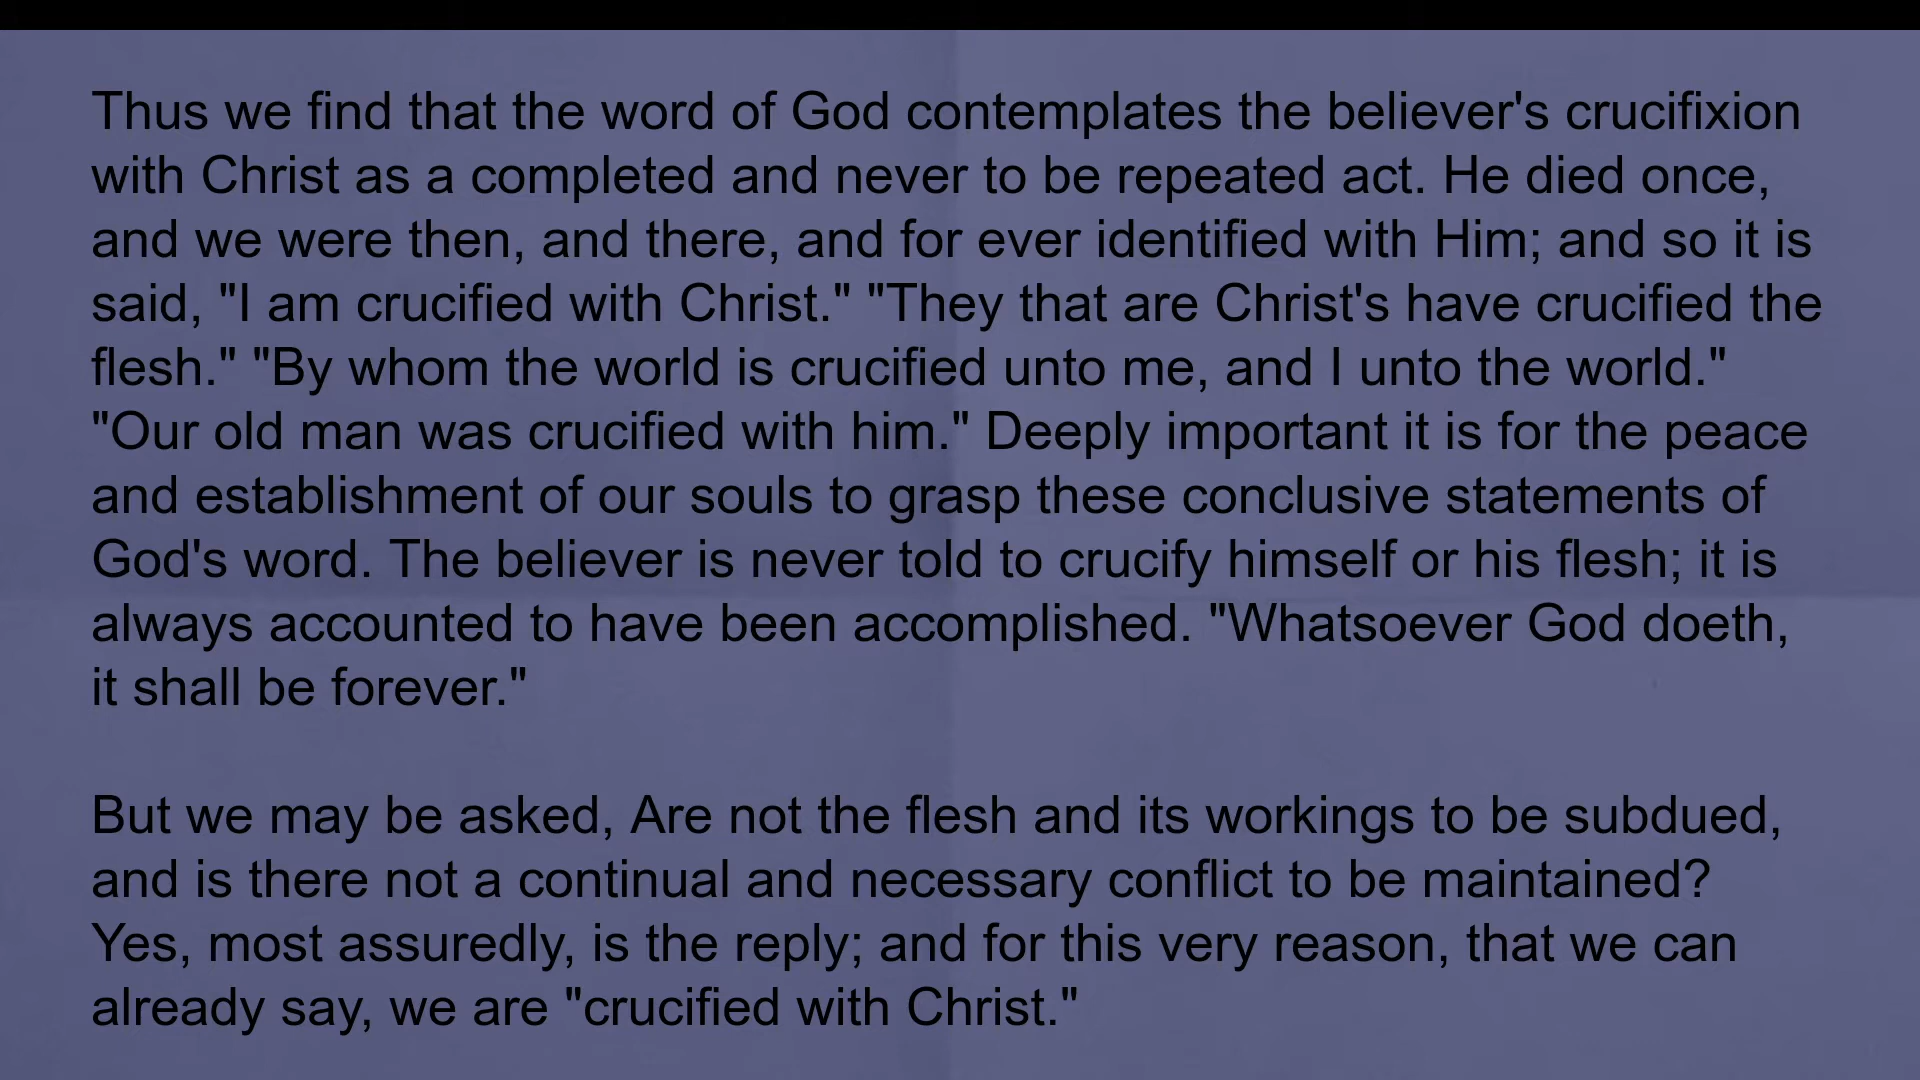 Thus we find that the word of God contemplates the believer's crucifixion
with Christ as a completed and never to be repeated act. He died once,
and we were then, and there, and for ever identified with Him; and so it is
said, "I am crucified with Christ." "They that are Christ's have crucified the
flesh." "By whom the world is crucified unto me, and I unto the world."
"Our old man was crucified with him." Deeply important it is for the peace
and establishment of our souls to grasp these conclusive statements of
God's word. The believer is never told to crucify himself or his flesh; it is
always accounted to have been accomplished. "Whatsoever God doeth,
it shall be forever."
But we may be asked, Are not the flesh and its workings to be subdued,
and is there not a continual and necessary conflict to be maintained?
Yes, most assuredly, is the reply; and for this very reason, that we can
already say, we are "crucified with Christ."